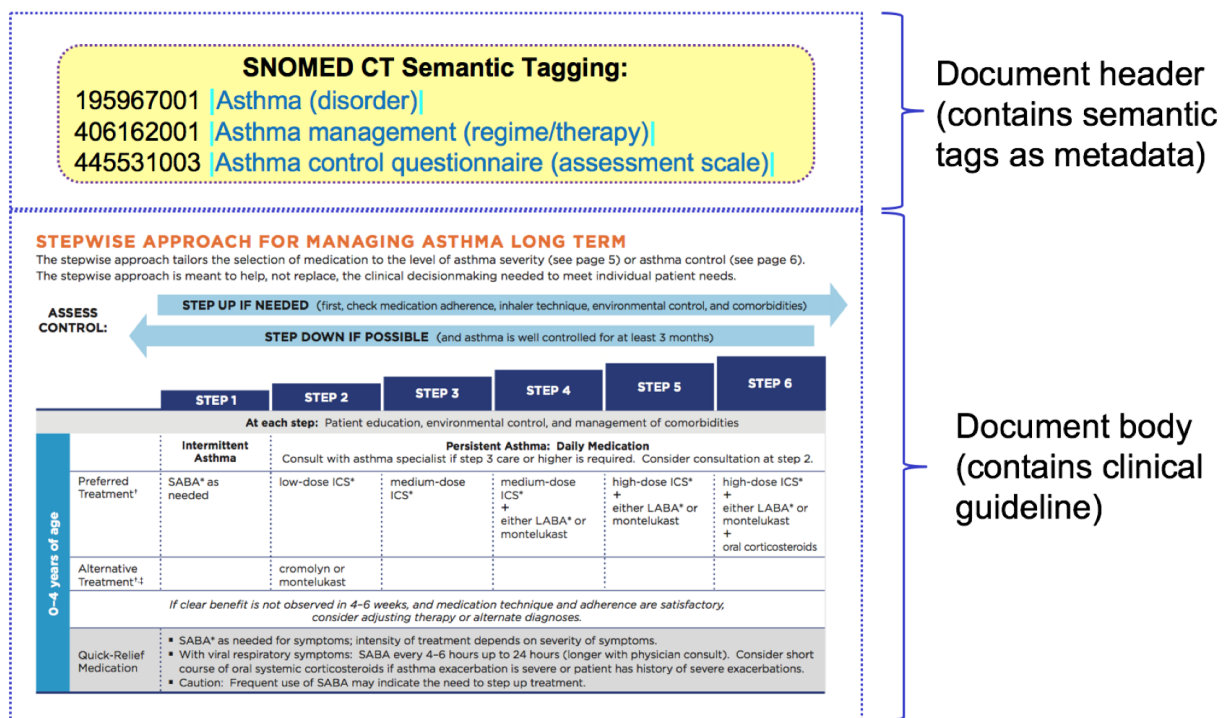 SNOMED CT Semantic Tagging:
195967001 |Asthma (disorder)|
406162001 |Asthma management (regime/therapy)|
445531003 |Asthma control questionnaire (assessment scale)|
Document header
(contains semantic
tags as metadata)
STEPWISE APPROACH FOR MANAGING ASTHMA LONG TERM
The stepwise approach tailors the selection of medication to the level of asthma severity (see page 5) or asthma control (see page 6).
The stepwise approach is meant to help, not replace, the clinical decisionmaking needed to meet individual patient needs.
ASSESS
CONTROL:
STEP UP IF NEEDED (first, check medication adherence, inhaler technique, environmental control, and comorbidities)
STEP DOWN IF POSSIBLE (and asthma is well controlled for at least 3 months)
STEP 1
STEP 2
STEP 3
STEP 4
STEP 5
STEP 6
At each step: Patient education, environmental control, and management of comorbidities
0–4 years of age
Intermittent
Asthma
Persistent Asthma: Daily Medication
Consult with asthma specialist if step 3 care or higher is required. Consider consultation at step 2.
Preferred
Treatment†
SABA* as
needed
low-dose ICS*
medium-dose
ICS*
medium-dose
ICS*
+
either LABA* or
montelukast
high-dose ICS*
+
either LABA* or
montelukast
high-dose ICS*
+
either LABA* or
montelukast
+
oral corticosteroids
Alternative
Treatment†,‡
cromolyn or
montelukast
If clear benefit is not observed in 4–6 weeks, and medication technique and adherence are satisfactory,
consider adjusting therapy or alternate diagnoses.
Quick-Relief
Medication
▪ SABA* as needed for symptoms; intensity of treatment depends on severity of symptoms.
▪ With viral respiratory symptoms: SABA every 4–6 hours up to 24 hours (longer with physician consult). Consider short
course of oral systemic corticosteroids if asthma exacerbation is severe or patient has history of severe exacerbations.
▪ Caution: Frequent use of SABA may indicate the need to step up treatment.
Document body
(contains clinical
guideline)